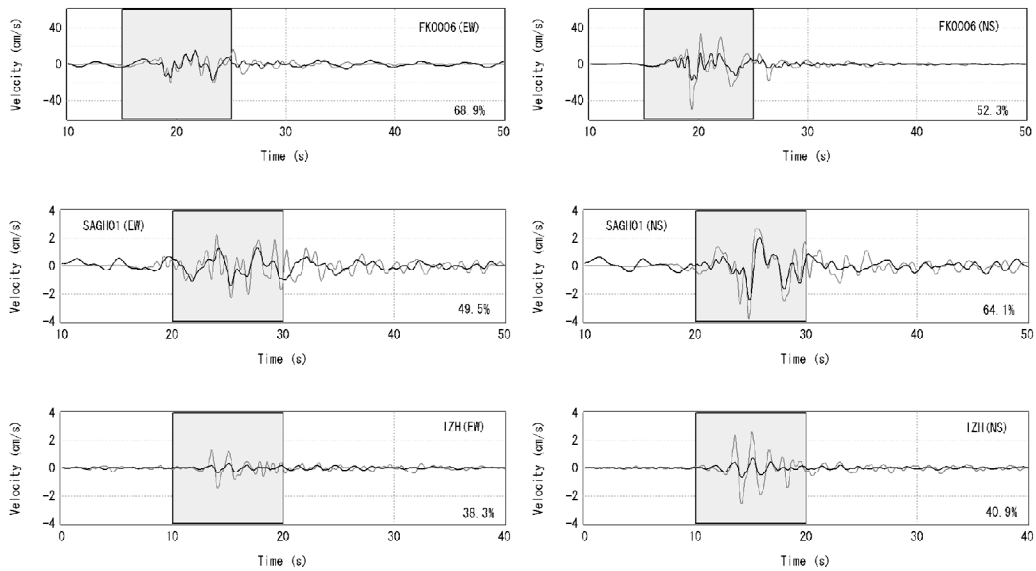 FKO006(EW)
Velocity (cm/s)
40
0
-40
68.9%
10 20 30 40 50
Time (s)
FKO006(NS)
Velocity (cm/s)
40
0
-40
52.3%
10 20 30 40 50
Time (s)
SAGH01(EW)
Velocity (cm/s)
4
2
0
-2
-4
49.5%
10 20 30 40 50
Time (s)
SAGH01(NS)
Velocity (cm/s)
4
2
0
-2
-4
64.1%
10 20 30 40 50
Time (s)
IZH(EW)
Velocity (cm/s)
4
2
0
-2
-4
38.3%
0 10 20 30 40
Time (s)
IZH(NS)
Velocity (cm/s)
4
2
0
-2
-4
40.9%
0 10 20 30 40
Time (s)